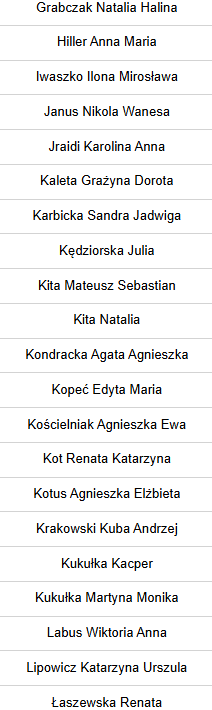 Grabczak Natalia Halina
Hiller Anna Maria
Iwaszko Ilona Mirosława
Janus Nikola Wanesa
Jraidi Karolina Anna
Kaleta Grażyna Dorota
Karbicka Sandra Jadwiga
Kędziorska Julia
Kita Mateusz Sebastian
Kita Natalia
Kondracka Agata Agnieszka
Kopeć Edyta Maria
Kościelniak Agnieszka Ewa
Kot Renata Katarzyna
Kotus Agnieszka Elżbieta
Krakowski Kuba Andrzej
Kukułka Kacper
Kukułka Martyna Monika
Labus Wiktoria Anna
Lipowicz Katarzyna Urszula
Łaszewska Renata